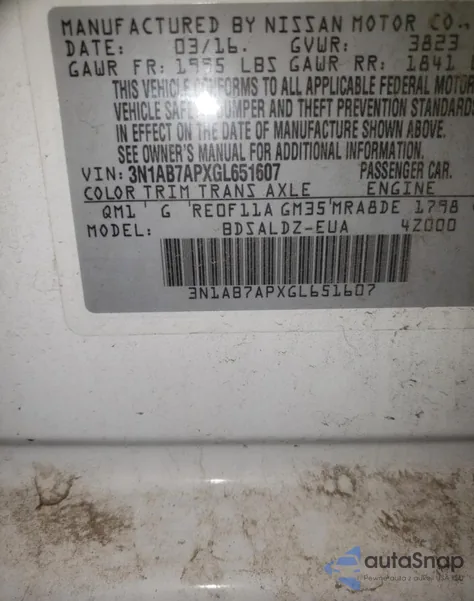 MANUFACTURED BY NISSAN MOTOR CO.,
DATE: 03/16. GVWR: 3823
GAWR FR: 1995 LBS GAWR RR: 1841
THIS VEHICLE CONFORMS TO ALL APPLICABLE FEDERAL MOTOR
VEHICLE SAFETY BUMPER AND THEFT PREVENTION STANDARDS
IN EFFECT ON THE DATE OF MANUFACTURE SHOWN ABOVE.
SEE OWNER'S MANUAL FOR ADDITIONAL INFORMATION.
VIN: 3N1AB7APXGL651607 PASSENGER CAR.
COLOR TRIM TRANS AXLE ENGINE
QM1 G RE0F11A GM35 MRA8DE 1798
MODEL: BDSALDZ-EUA 4Z000
3N1AB7APXGL651607
autoSnap